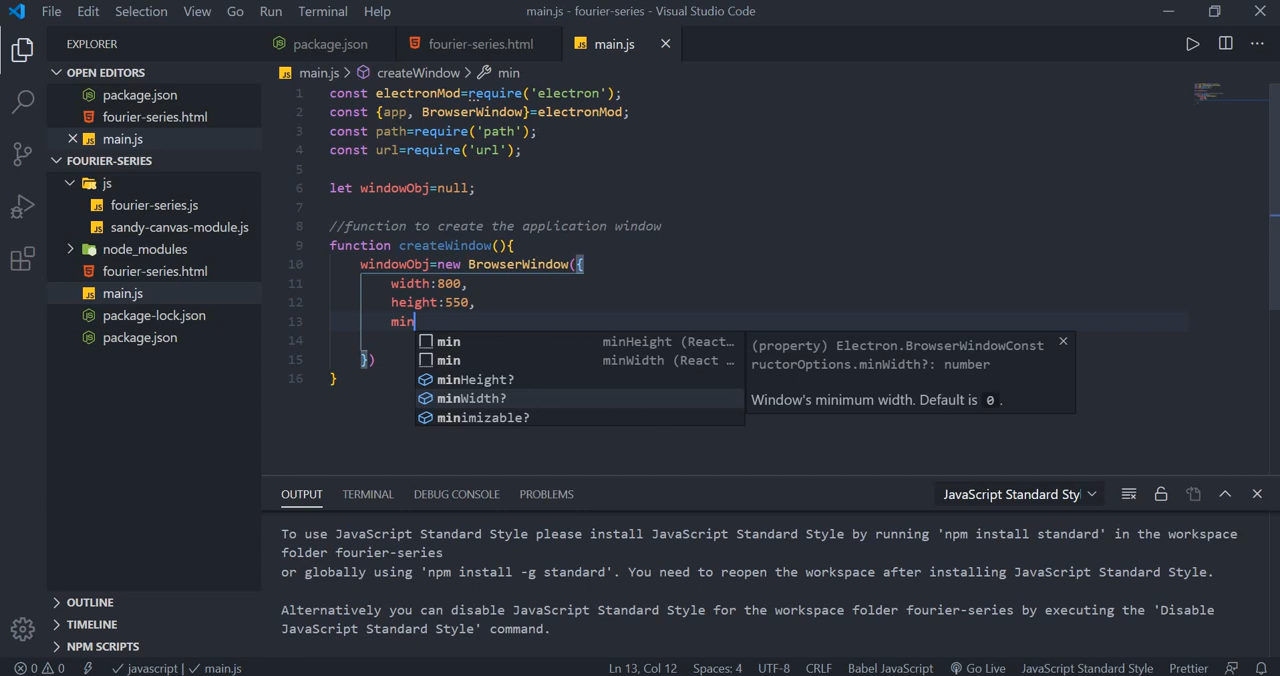 File Edit Selection View Go Run Terminal Help main.js - fourier-series - Visual Studio Code
EXPLORER
OPEN EDITORS
package.json
fourier-series.html
main.js
FOURIER-SERIES
js
fourier-series.js
sandy-canvas-module.js
node_modules
fourier-series.html
main.js
package-lock.json
package.json
OUTLINE
TIMELINE
NPM SCRIPTS
package.json fourier-series.html main.js
main.js > createWindow > min
1 const electronMod=require('electron');
2 const {app, BrowserWindow}=electronMod;
3 const path=require('path');
4 const url=require('url');
5
6 let windowObj=null;
7
8 //function to create the application window
9 function createWindow(){
10 windowObj=new BrowserWindow({
11 width:800,
12 height:550,
13 min
14
15 })
16 }
min minHeight (React…
min minWidth (React …
minHeight?
minWidth?
minimizable?
(property) Electron.BrowserWindowConst
ructorOptions.minWidth?: number
Window's minimum width. Default is 0 .
OUTPUT TERMINAL DEBUG CONSOLE PROBLEMS JavaScript Standard Styl
To use JavaScript Standard Style please install JavaScript Standard Style by running 'npm install standard' in the workspace
folder fourier-series
or globally using 'npm install -g standard'. You need to reopen the workspace after installing JavaScript Standard Style.
Alternatively you can disable JavaScript Standard Style for the workspace folder fourier-series by executing the 'Disable
JavaScript Standard Style' command.
0 0 javascript | main.js Ln 13, Col 12 Spaces: 4 UTF-8 CRLF Babel JavaScript Go Live JavaScript Standard Style Prettier